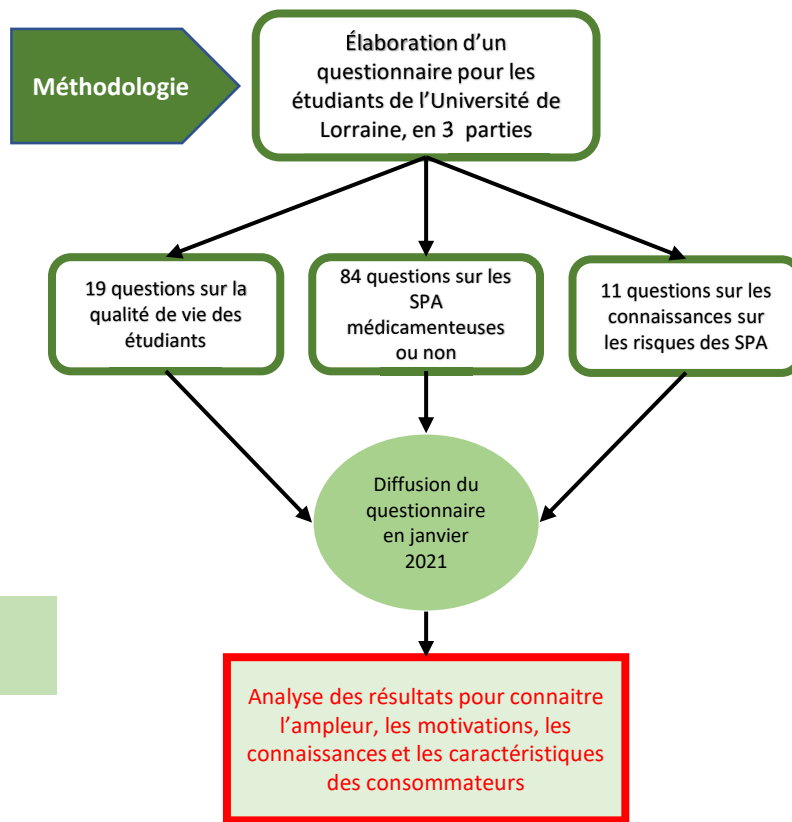 Méthodologie
Élaboration d’un
questionnaire pour les
étudiants de l’Université de
Lorraine, en 3 parties
19 questions sur la
qualité de vie des
étudiants
84 questions sur les
SPA
médicamenteuses
ou non
11 questions sur les
connaissances sur
les risques des SPA
Diffusion du
questionnaire
en janvier
2021
Analyse des résultats pour connaitre
l’ampleur, les motivations, les
connaissances et les caractéristiques
des consommateurs